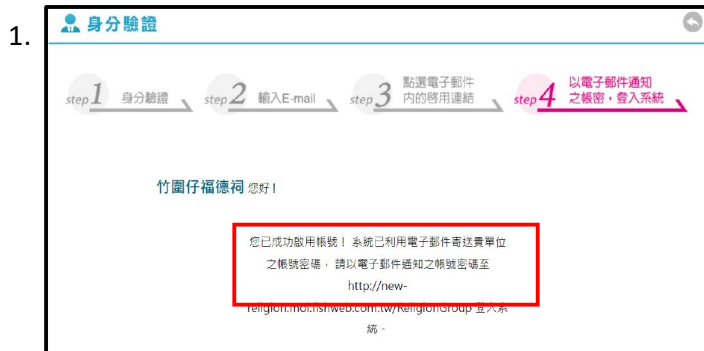 1.
身分驗證
step 1 身分驗證
step 2 輸入E-mail
step 3 點選電子郵件
內的啓用連結
step 4 以電子郵件通知
之帳密，登入系統
竹圍仔福德祠 您好！
您已成功啟用帳號！ 系統已利用電子郵件寄送貴單位
之帳號密碼， 請以電子郵件通知之帳號密碼至
http://new-
religion.moi.fishweb.com.tw/ReligionGroup 登入系
統。